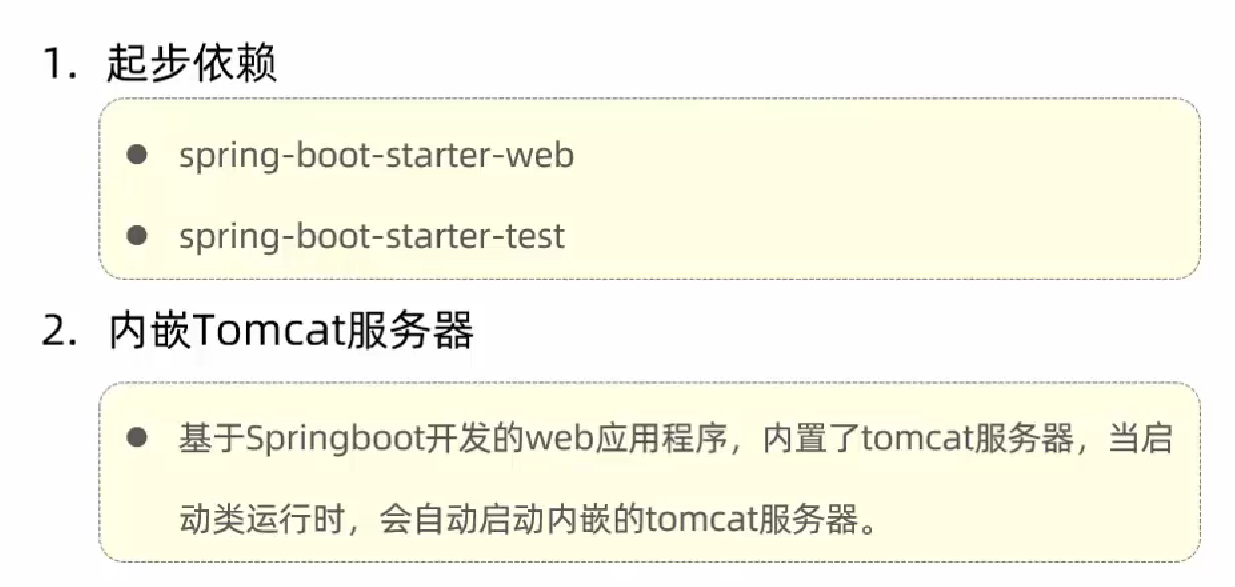 1. 起步依赖
● spring-boot-starter-web
● spring-boot-starter-test
2. 内嵌Tomcat服务器
● 基于Springboot开发的web应用程序，内置了tomcat服务器，当启
动类运行时，会自动启动内嵌的tomcat服务器。